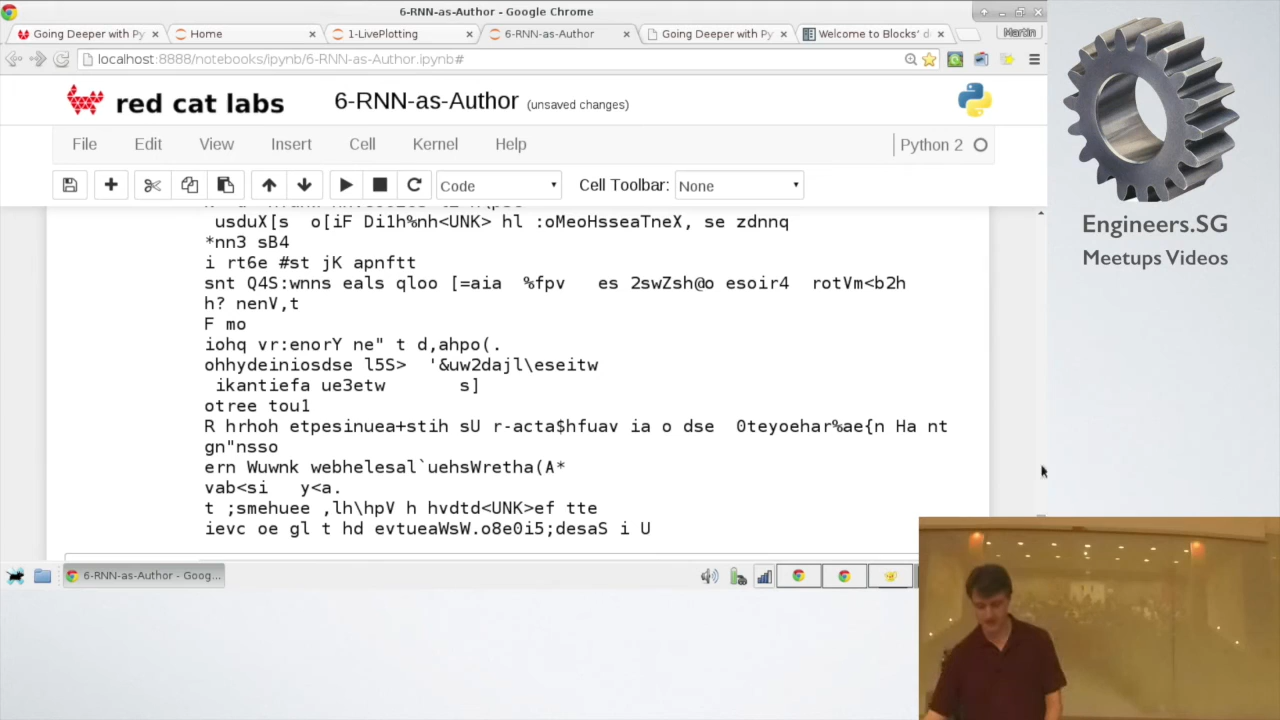 6-RNN-as-Author - Google Chrome
Going Deeper with Py
Home
1-LivePlotting
6-RNN-as-Author
Going Deeper with P
Welcome to Blocks' d
Martin
localhost:8888/notebooks/ipynb/6-RNN-as-Author.ipynb#
red cat labs
6-RNN-as-Author (unsaved changes)
File Edit View Insert Cell Kernel Help
Python 2
Code
Cell Toolbar: None
usduX[s  o[iF Di1h%nh<UNK> hl :oMeoHsseaTneX, se zdnnq
*nn3 sB4
i rt6e #st jK apnftt
snt Q4S:wnns eals qloo [=aia  %fpv   es 2swZsh@o esoir4  rotVm<b2h
h? nenV,t
F mo
iohq vr:enorY ne" t d,ahpo(.
ohhydeiniosdse l5S>  '&uw2dajl\eseitw
ikantiefa ue3etw       s]
otree tou1
R hrhoh etpesinuea+stih sU r-acta$hfuav ia o dse  0teyoehar%ae{n Ha nt
gn"nsso
ern Wuwnk webhelesal`uehsWretha(A*
vab<si   y<a.
t ;smehuee ,lh\hpV h hvdtd<UNK>ef tte
ievc oe gl t hd evtueaWsW.o8e0i5;desaS i U
6-RNN-as-Author - Goog...
Engineers.SG
Meetups Videos